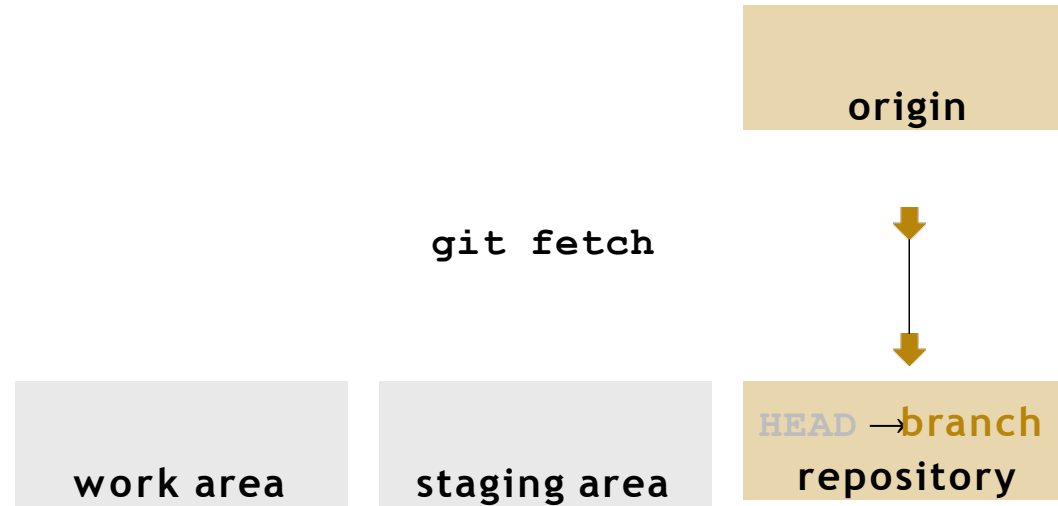 origin
git fetch
HEAD →branch
work area
staging area
repository